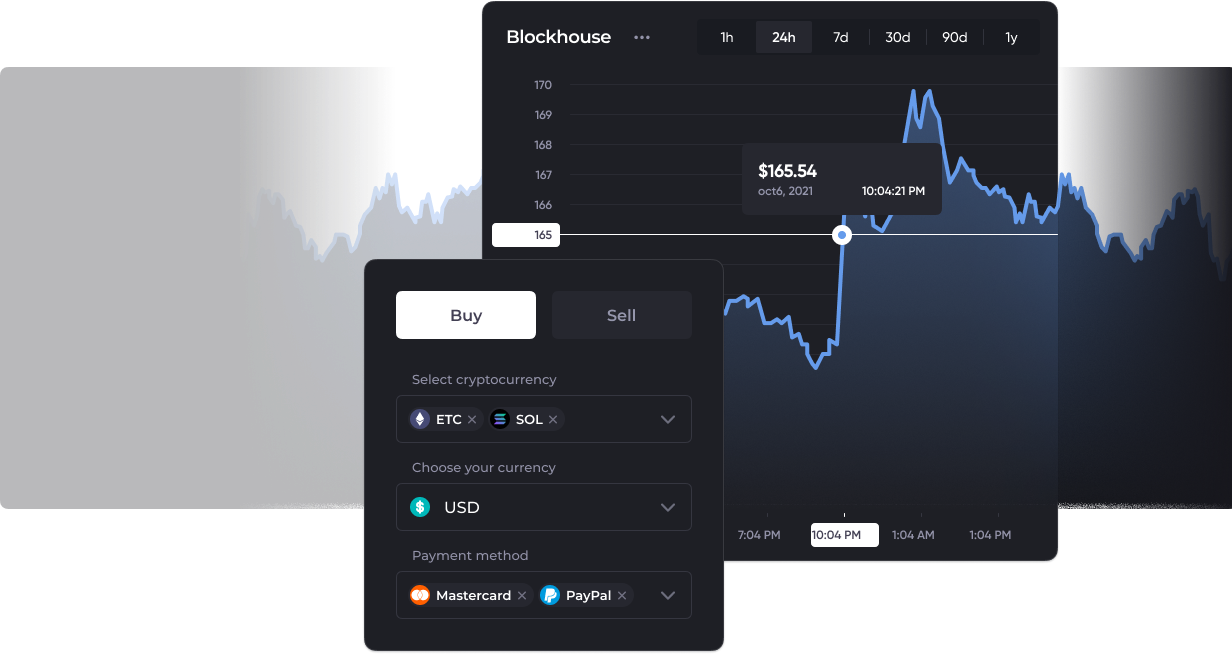 Blockhouse
1h 24h 7d 30d 90d 1y
170
169
168
167
166
165
$165.54
oct6, 2021 10:04:21 PM
7:04 PM 10:04 PM 1:04 AM 1:04 PM
Buy Sell
Select cryptocurrency
ETC SOL
Choose your currency
$ USD
Payment method
Mastercard PayPal